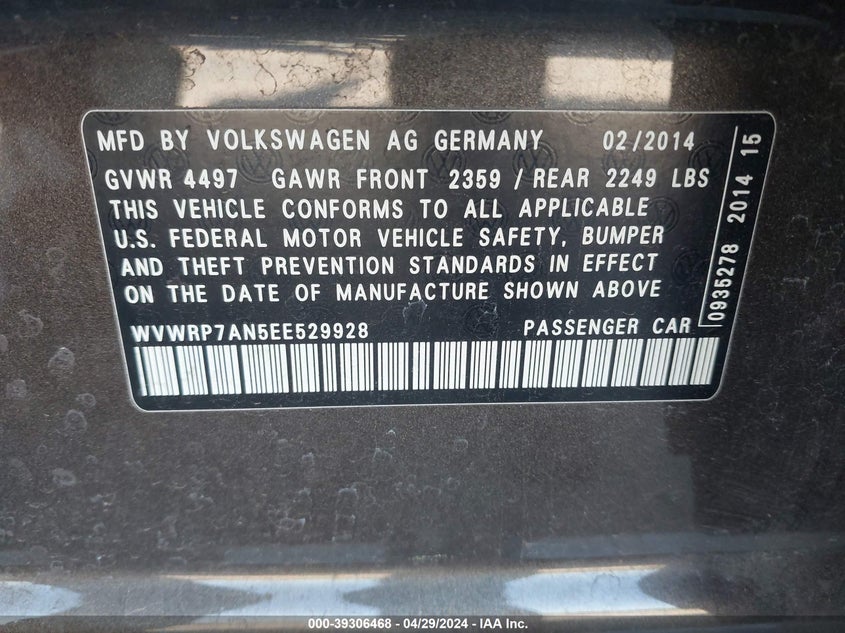 MFD BY VOLKSWAGEN AG GERMANY 02/2014
GVWR 4497 GAWR FRONT 2359 / REAR 2249 LBS
THIS VEHICLE CONFORMS TO ALL APPLICABLE
U.S. FEDERAL MOTOR VEHICLE SAFETY, BUMPER
AND THEFT PREVENTION STANDARDS IN EFFECT
ON THE DATE OF MANUFACTURE SHOWN ABOVE
WVWRP7AN5EE529928 PASSENGER CAR
0935278 2014 15
000-39306468 - 04/29/2024 - IAA Inc.